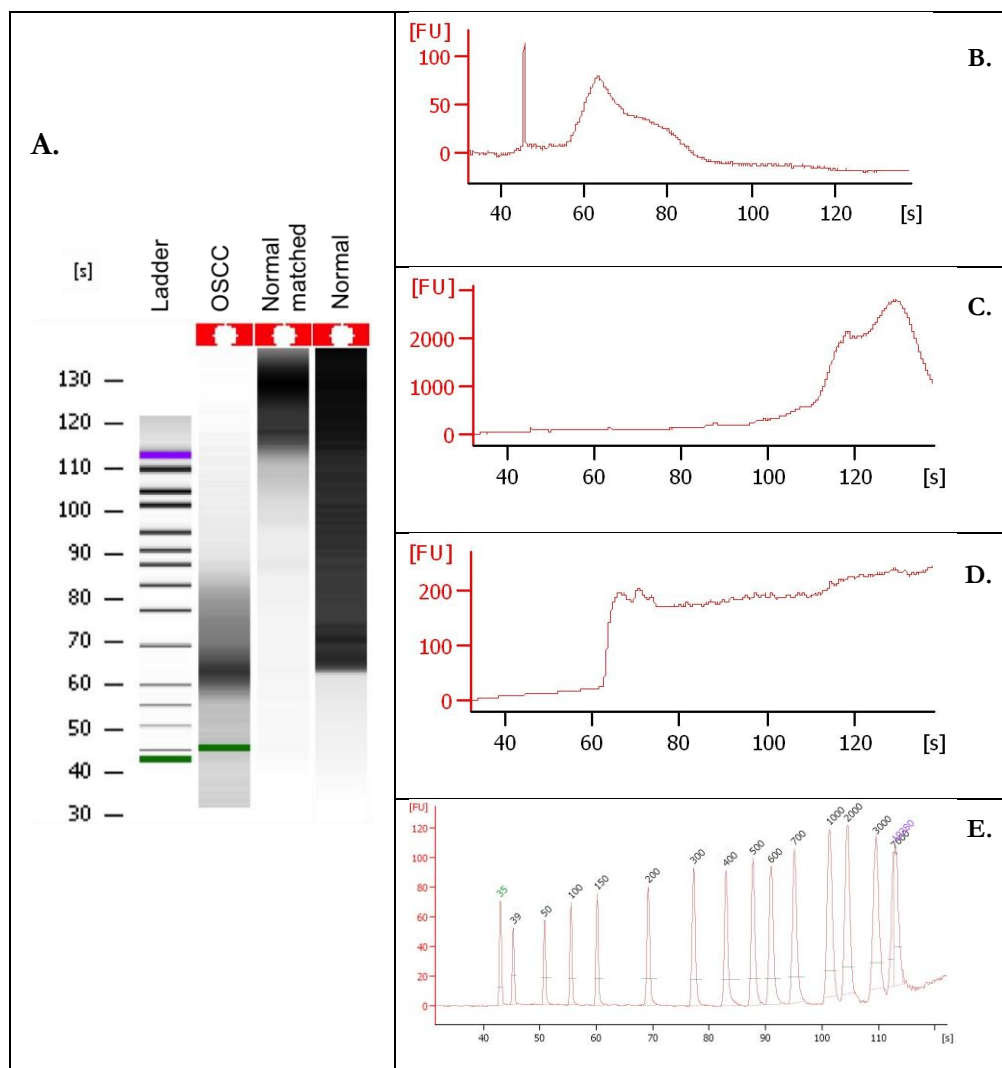 A.
[s]
Ladder
OSCC
Normal
matched
Normal
130
120
110
100
90
80
70
60
50
40
30
B.
[FU]
100
50
0
40 60 80 100 120 [s]
C.
[FU]
2000
1000
0
40 60 80 100 120 [s]
D.
[FU]
200
100
0
40 60 80 100 120 [s]
E.
[FU]
120
100
80
60
40
20
0
35 39 50 100 150 200 300 400 500 600 700 1000 2000 3000 7000
40 50 60 70 80 90 100 110 [s]